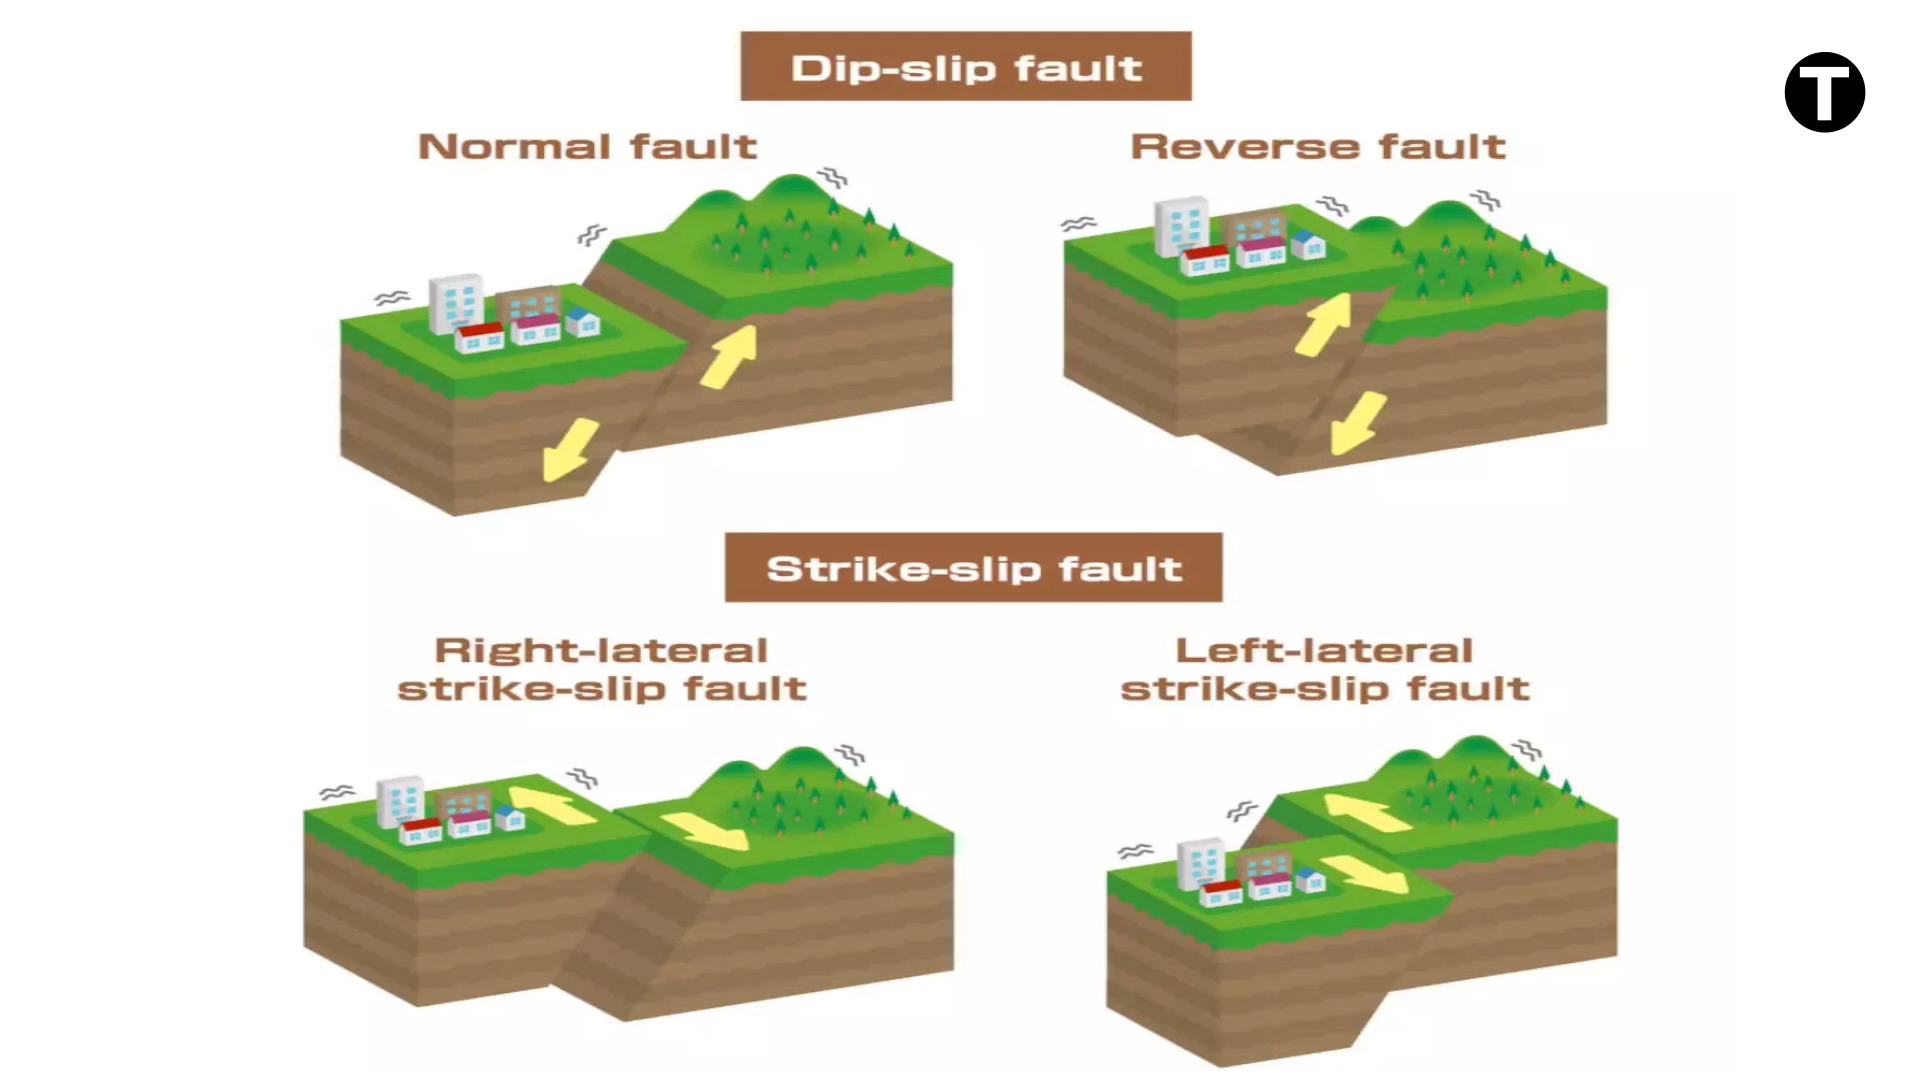 Dip-slip fault
T
Normal fault
Reverse fault
Strike-slip fault
Right-lateral
strike-slip fault
Left-lateral
strike-slip fault